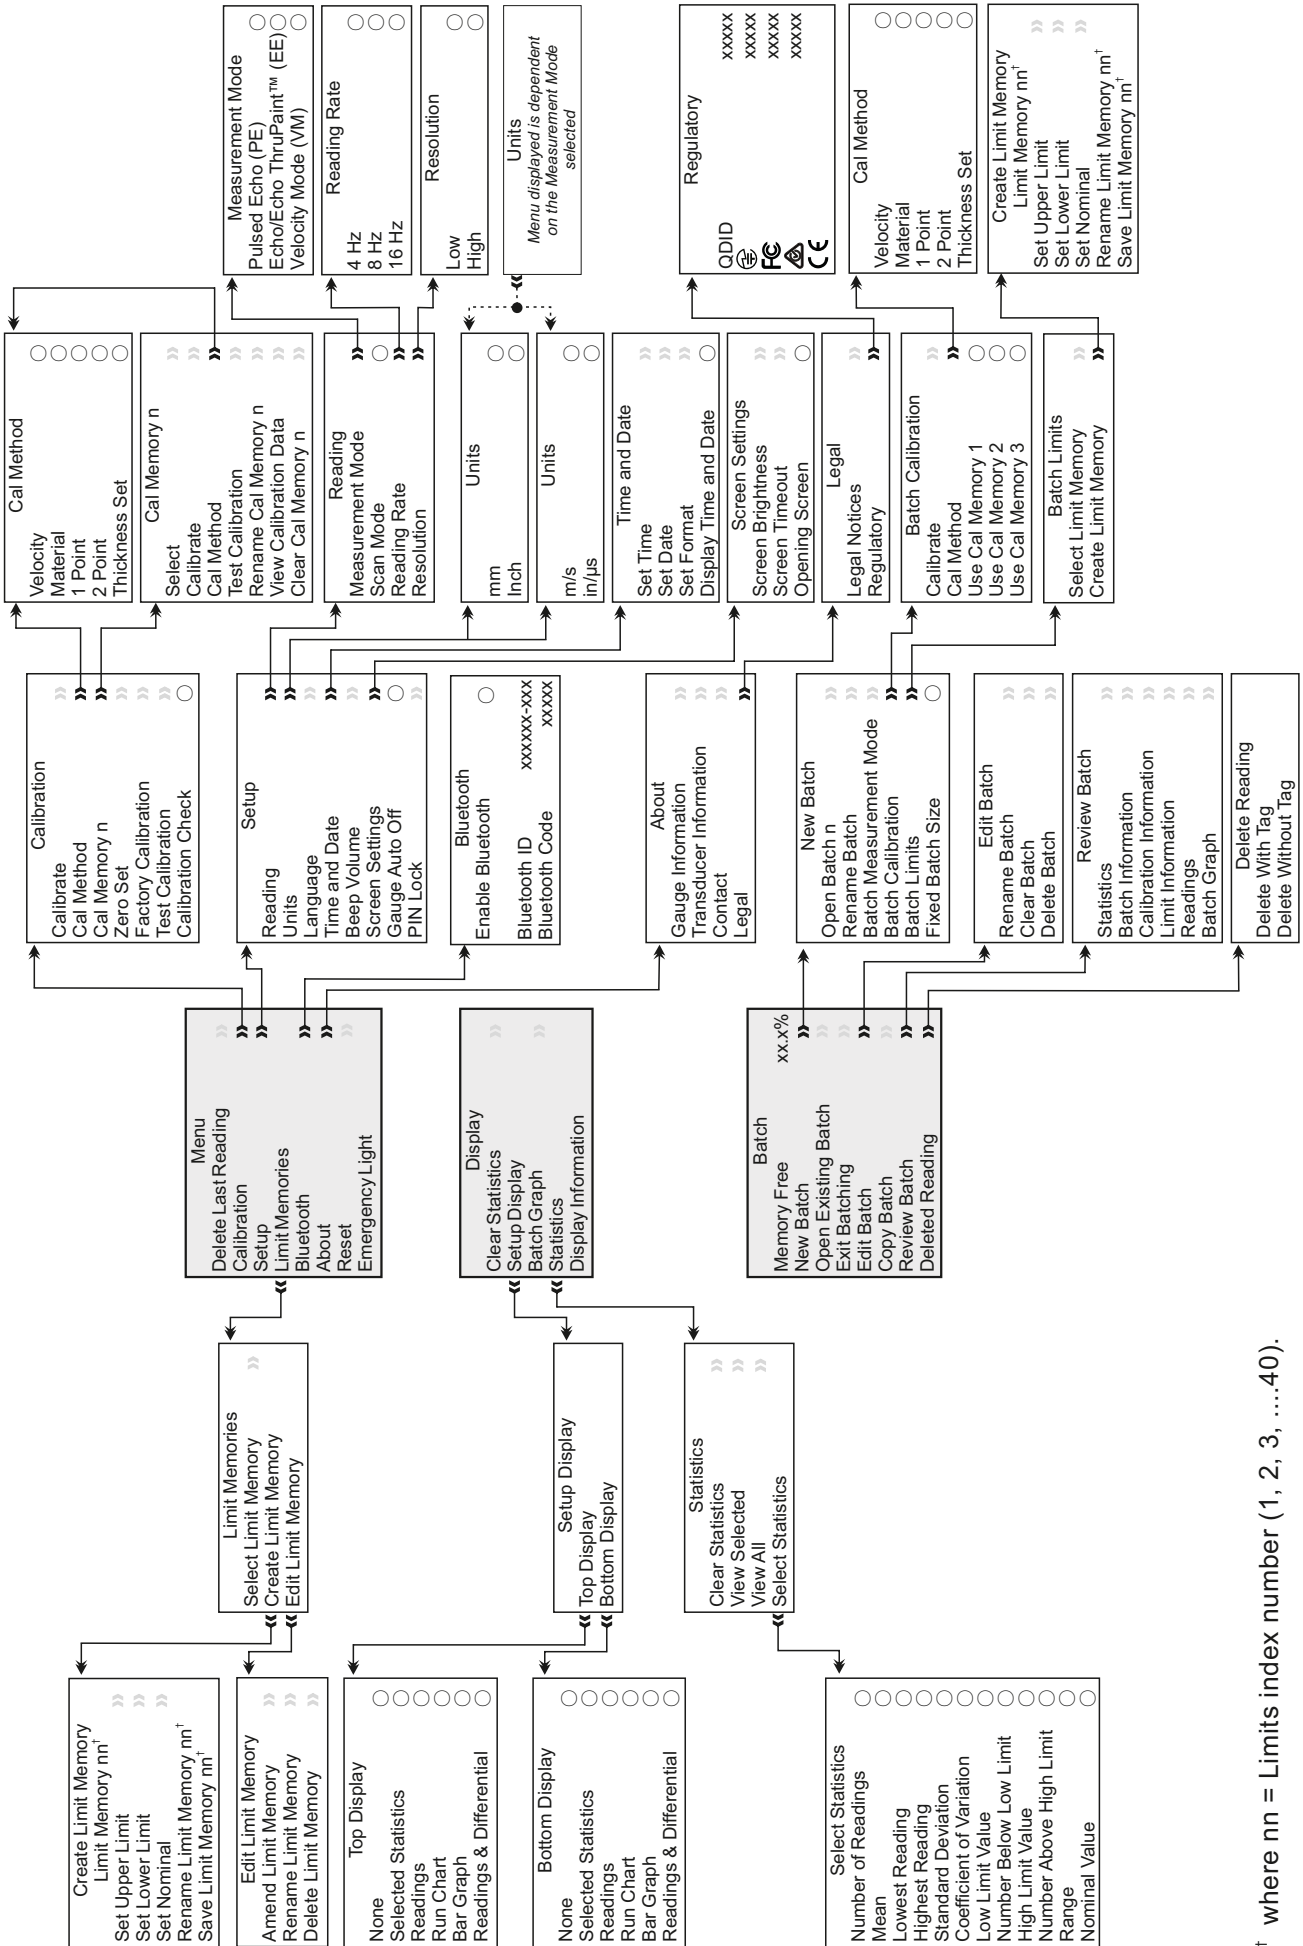 Create Limit Memory
Limit Memory nn†
Set Upper Limit
Set Lower Limit
Set Nominal
Rename Limit Memory nn†
Save Limit Memory nn†
Edit Limit Memory
Amend Limit Memory
Rename Limit Memory
Delete Limit Memory
Top Display
None
Selected Statistics
Readings
Run Chart
Bar Graph
Readings & Differential
Bottom Display
None
Selected Statistics
Readings
Run Chart
Bar Graph
Readings & Differential
Select Statistics
Number of Readings
Mean
Lowest Reading
Highest Reading
Standard Deviation
Coefficient of Variation
Low Limit Value
Number Below Low Limit
High Limit Value
Number Above High Limit
Range
Nominal Value
Limit Memories
Select Limit Memory
Create Limit Memory
Edit Limit Memory
Setup Display
Top Display
Bottom Display
Statistics
Clear Statistics
View Selected
View All
Select Statistics
Menu
Delete Last Reading
Calibration
Setup
Limit Memories
Bluetooth
About
Reset
Emergency Light
Display
Clear Statistics
Setup Display
Batch Graph
Statistics
Display Information
Batch
Memory Free xx.x%
New Batch
Open Existing Batch
Exit Batching
Edit Batch
Copy Batch
Review Batch
Deleted Reading
Calibration
Calibrate
Cal Method
Cal Memory n
Zero Set
Factory Calibration
Test Calibration
Calibration Check
Setup
Reading
Units
Language
Time and Date
Beep Volume
Screen Settings
Gauge Auto Off
PIN Lock
Bluetooth
Enable Bluetooth
Bluetooth ID xxxxxx-xxx
Bluetooth Code xxxxx
About
Gauge Information
Transducer Information
Contact
Legal
New Batch
Open Batch n
Rename Batch
Batch Measurement Mode
Batch Calibration
Batch Limits
Fixed Batch Size
Edit Batch
Rename Batch
Clear Batch
Delete Batch
Review Batch
Statistics
Batch Information
Calibration Information
Limit Information
Readings
Batch Graph
Delete Reading
Delete With Tag
Delete Without Tag
Cal Method
Velocity
Material
1 Point
2 Point
Thickness Set
Cal Memory n
Select
Calibrate
Cal Method
Test Calibration
Rename Cal Memory n
View Calibration Data
Clear Cal Memory n
Reading
Measurement Mode
Scan Mode
Reading Rate
Resolution
Units
mm
Inch
Units
m/s
in/µs
Time and Date
Set Time
Set Date
Set Format
Display Time and Date
Screen Settings
Screen Brightness
Screen Timeout
Opening Screen
Legal
Legal Notices
Regulatory
Batch Calibration
Calibrate
Cal Method
Use Cal Memory 1
Use Cal Memory 2
Use Cal Memory 3
Batch Limits
Select Limit Memory
Create Limit Memory
Measurement Mode
Pulsed Echo (PE)
Echo/Echo ThruPaint™ (EE)
Velocity Mode (VM)
Reading Rate
4 Hz
8 Hz
16 Hz
Resolution
Low
High
Units
Menu displayed is dependent
on the Measurement Mode
selected
Regulatory
QDID xxxxx
xxxxx
FC xxxxx
xxxxx
CE
Cal Method
Velocity
Material
1 Point
2 Point
Thickness Set
Create Limit Memory
Limit Memory nn†
Set Upper Limit
Set Lower Limit
Set Nominal
Rename Limit Memory nn†
Save Limit Memory nn†
† where nn = Limits index number (1, 2, 3, ....40).